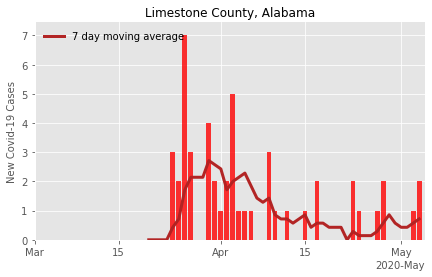 Limestone County, Alabama
7 day moving average
New Covid-19 Cases
7
6
5
4
3
2
1
0
Mar 15 Apr 15 May
2020-May